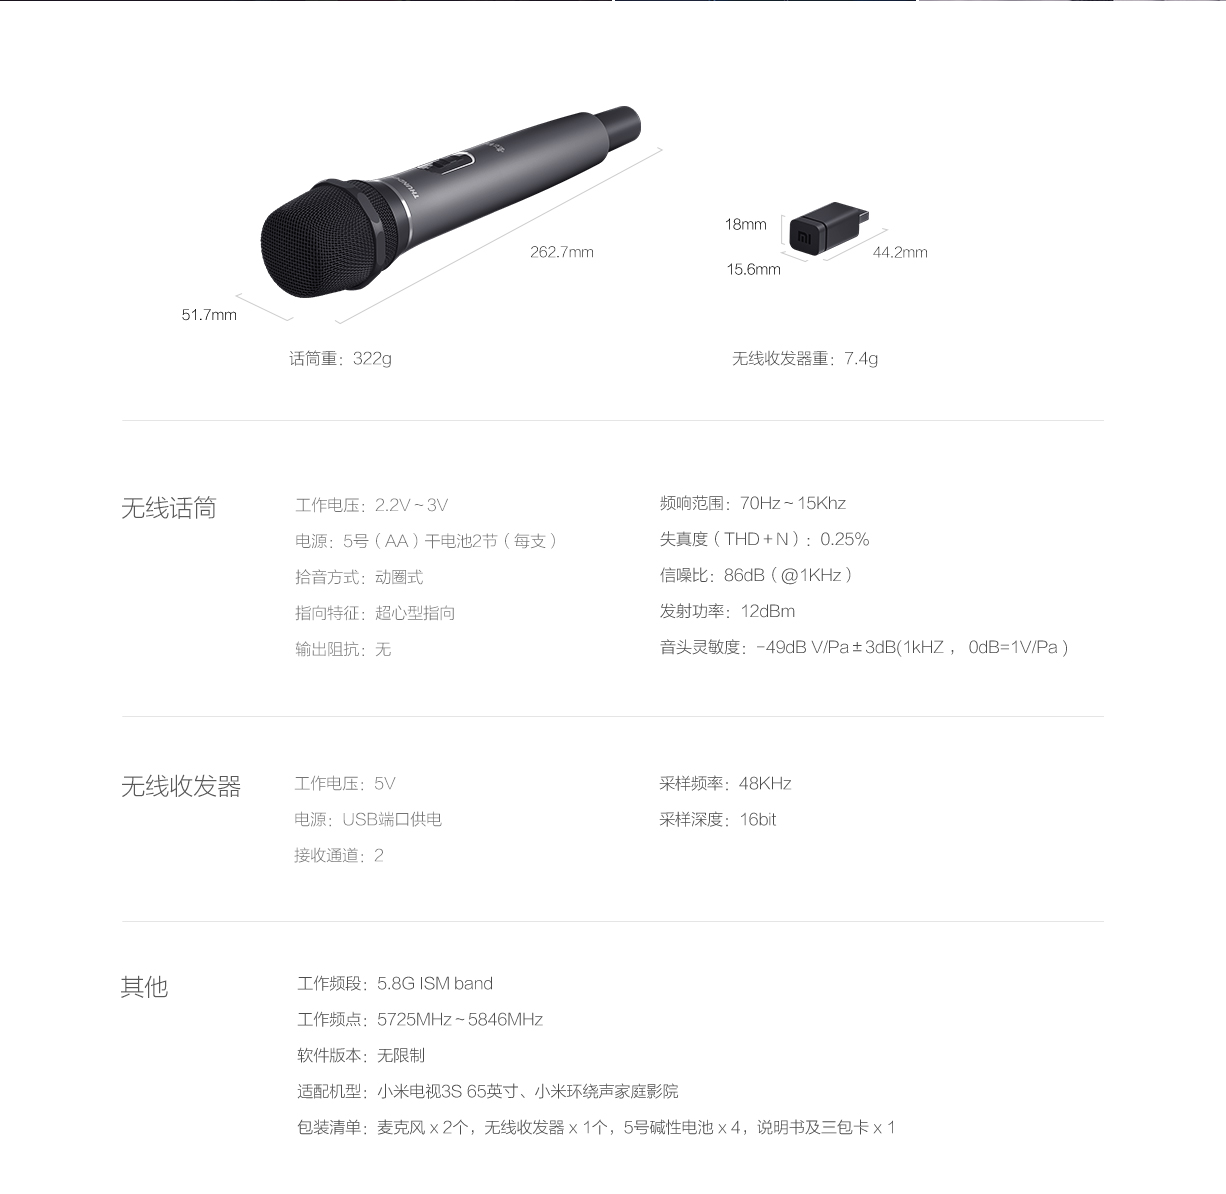 18mm
262.7mm
44.2mm
15.6mm
51.7mm
话筒重：322g
无线收发器重：7.4g
无线话筒
工作电压：2.2V ~ 3V
电源：5号（AA）干电池2节（每支）
拾音方式：动圈式
指向特征：超心型指向
输出阻抗：无
频响范围：70Hz ~ 15Khz
失真度（THD + N）：0.25%
信噪比：86dB（@1KHz）
发射功率：12dBm
音头灵敏度：-49dB V/Pa ± 3dB(1kHZ ， 0dB=1V/Pa )
无线收发器
工作电压：5V
电源：USB端口供电
接收通道：2
采样频率：48KHz
采样深度：16bit
其他
工作频段：5.8G ISM band
工作频点：5725MHz ~ 5846MHz
软件版本：无限制
适配机型：小米电视3S 65英寸、小米环绕声家庭影院
包装清单：麦克风 x 2个，无线收发器 x 1个，5号碱性电池 x 4，说明书及三包卡 x 1